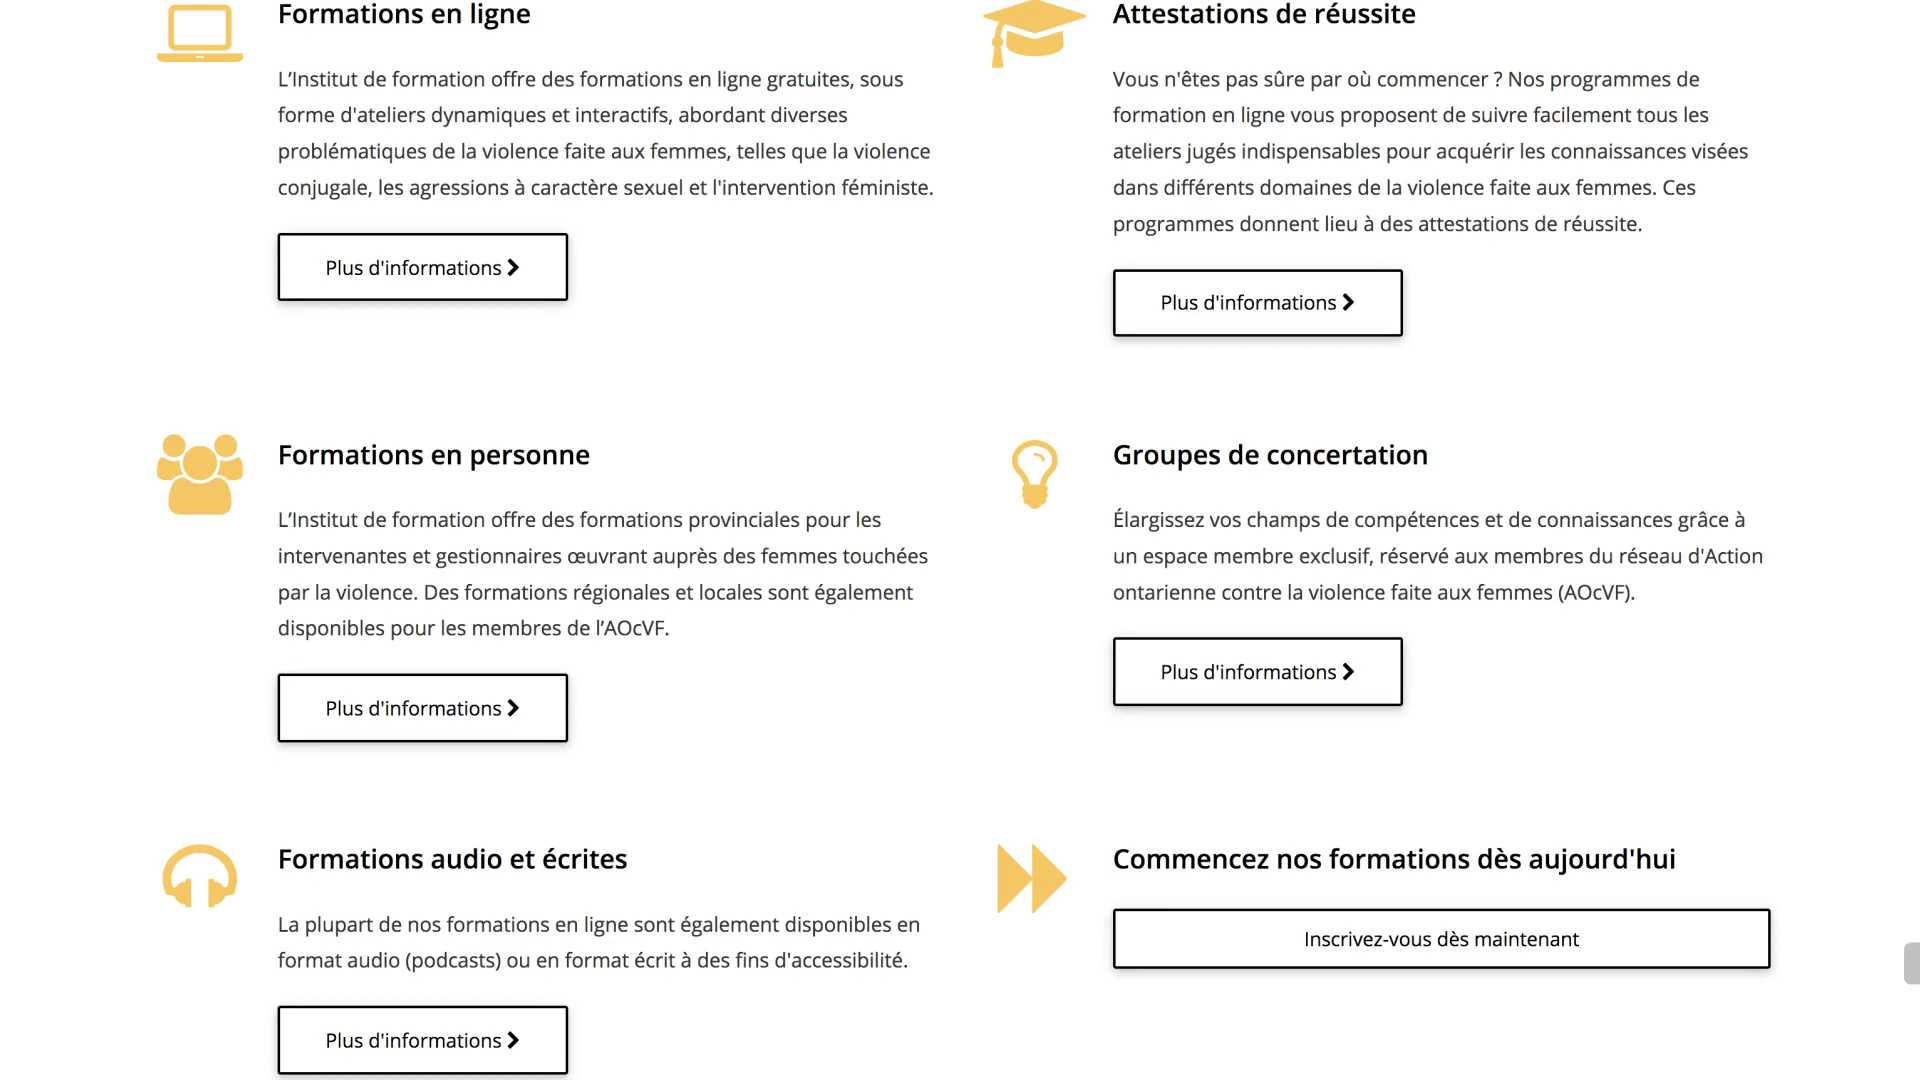 Formations en ligne
L’Institut de formation offre des formations en ligne gratuites, sous
forme d'ateliers dynamiques et interactifs, abordant diverses
problématiques de la violence faite aux femmes, telles que la violence
conjugale, les agressions à caractère sexuel et l'intervention féministe.
Plus d'informations
Attestations de réussite
Vous n'êtes pas sûre par où commencer ? Nos programmes de
formation en ligne vous proposent de suivre facilement tous les
ateliers jugés indispensables pour acquérir les connaissances visées
dans différents domaines de la violence faite aux femmes. Ces
programmes donnent lieu à des attestations de réussite.
Plus d'informations
Formations en personne
L’Institut de formation offre des formations provinciales pour les
intervenantes et gestionnaires œuvrant auprès des femmes touchées
par la violence. Des formations régionales et locales sont également
disponibles pour les membres de l’AOcVF.
Plus d'informations
Groupes de concertation
Élargissez vos champs de compétences et de connaissances grâce à
un espace membre exclusif, réservé aux membres du réseau d'Action
ontarienne contre la violence faite aux femmes (AOcVF).
Plus d'informations
Formations audio et écrites
La plupart de nos formations en ligne sont également disponibles en
format audio (podcasts) ou en format écrit à des fins d'accessibilité.
Plus d'informations
Commencez nos formations dès aujourd'hui
Inscrivez-vous dès maintenant